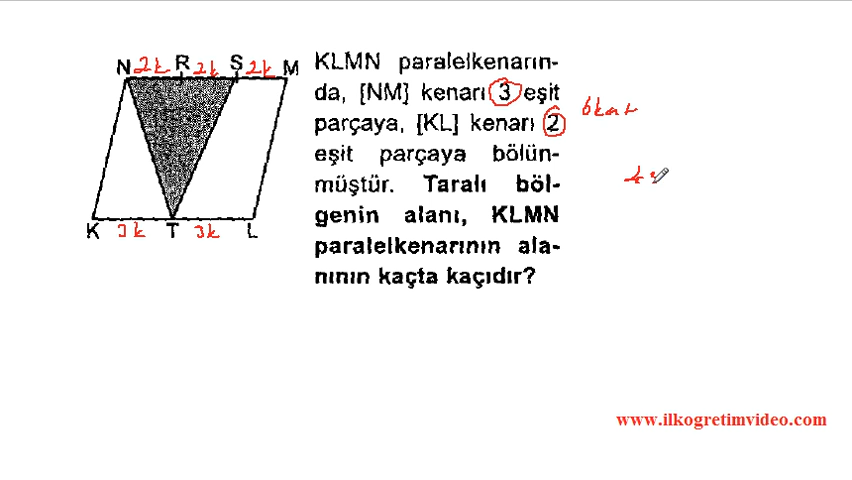 N 2k R 2k S 2k M
K 3k T 3k L
KLMN paralelkenarın-
da, [NM] kenarı 3 eşit
parçaya, [KL] kenarı 2
eşit parçaya bölün-
müştür. Taralı böl-
genin alanı, KLMN
paralelkenarının ala-
nının kaçta kaçıdır?
6k
www.ilkogretimvideo.com